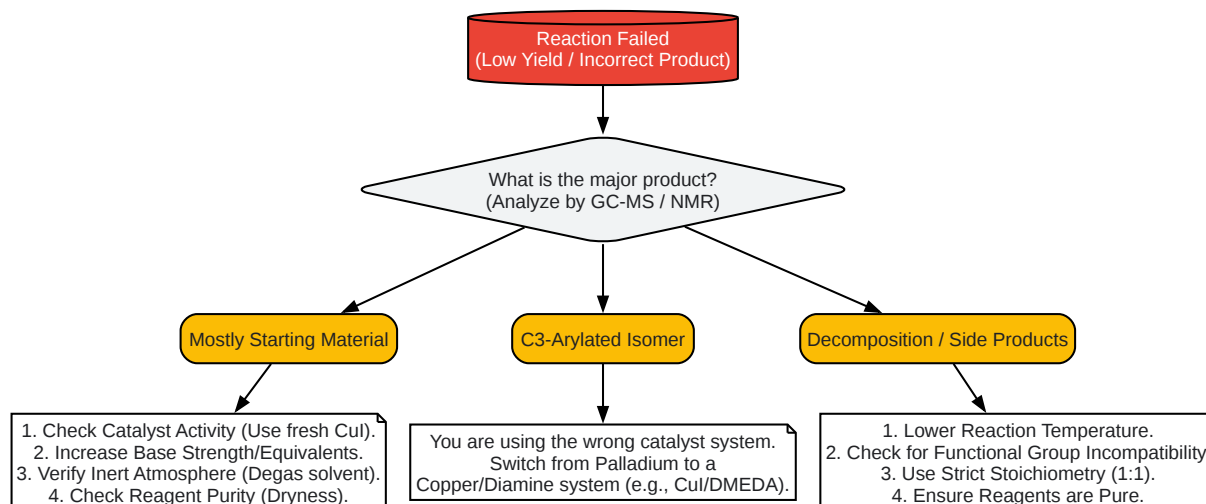 Reaction Failed
(Low Yield / Incorrect Product)
What is the major product?
(Analyze by GC-MS / NMR)
Mostly Starting Material
C3-Arylated Isomer
Decomposition / Side Products
1. Check Catalyst Activity (Use fresh CuI).
2. Increase Base Strength/Equivalents.
3. Verify Inert Atmosphere (Degas solvent).
4. Check Reagent Purity (Dryness).
You are using the wrong catalyst system.
Switch from Palladium to a
Copper/Diamine system (e.g., CuI/DMEDA).
1. Lower Reaction Temperature.
2. Check for Functional Group Incompatibility
3. Use Strict Stoichiometry (1:1).
4. Ensure Reagents are Pure.